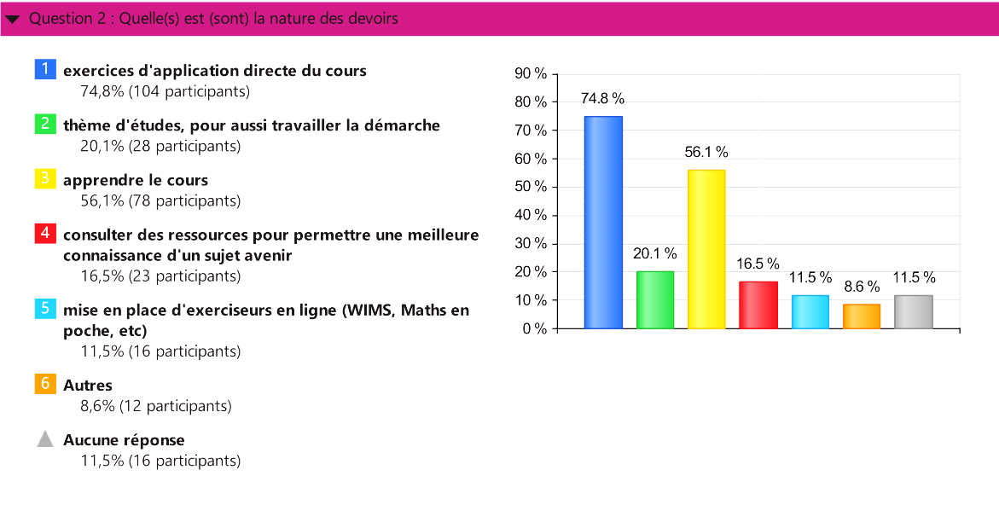 Question 2 : Quelle(s) est (sont) la nature des devoirs
1 exercices d'application directe du cours
74,8% (104 participants)
2 thème d'études, pour aussi travailler la démarche
20,1% (28 participants)
3 apprendre le cours
56,1% (78 participants)
4 consulter des ressources pour permettre une meilleure
connaissance d'un sujet avenir
16,5% (23 participants)
5 mise en place d'exerciseurs en ligne (WIMS, Maths en
poche, etc)
11,5% (16 participants)
6 Autres
8,6% (12 participants)
Aucune réponse
11,5% (16 participants)
90 %
80 %
70 %
60 %
50 %
40 %
30 %
20 %
10 %
0 %
74.8 %
20.1 %
56.1 %
16.5 %
11.5 %
8.6 %
11.5 %